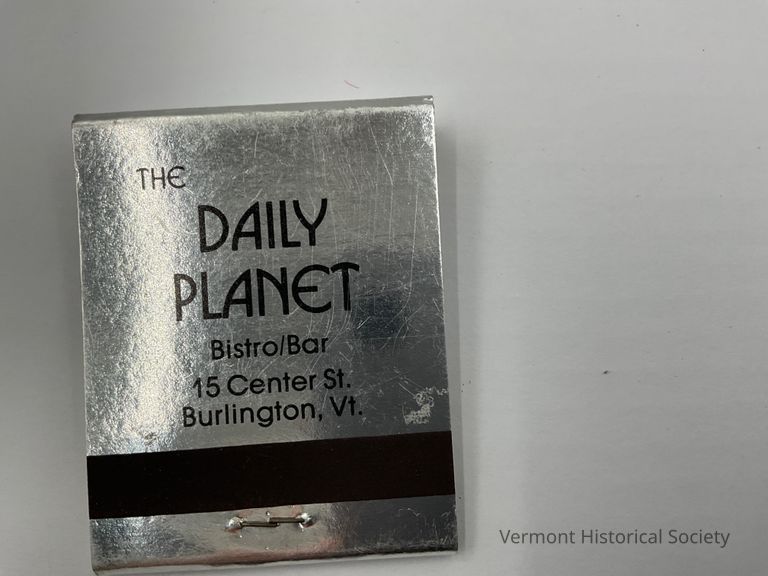 THE
DAILY
PLANET
Bistro/Bar
15 Center St.
Burlington, Vt.
Vermont Historical Society